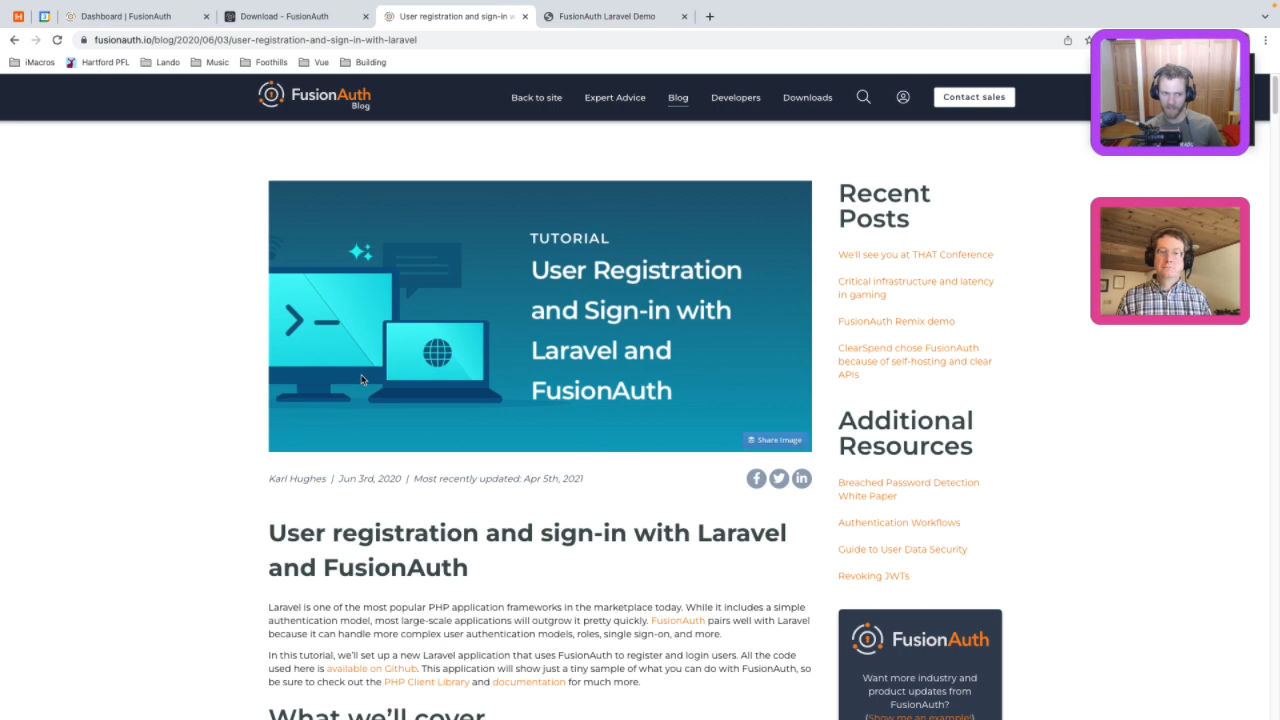 Dashboard | FusionAuth
Download - FusionAuth
User registration and sign-in w
FusionAuth Laravel Demo
fusionauth.io/blog/2020/06/03/user-registration-and-sign-in-with-laravel
iMacros
Hartford PFL
Lando
Music
Foothills
Vue
Building
FusionAuth
Blog
Back to site
Expert Advice
Blog
Developers
Downloads
Contact sales
TUTORIAL
User Registration
and Sign-in with
Laravel and
FusionAuth
Share Image
Karl Hughes | Jun 3rd, 2020 | Most recently updated: Apr 5th, 2021
User registration and sign-in with Laravel
and FusionAuth
Laravel is one of the most popular PHP application frameworks in the marketplace today. While it includes a simple
authentication model, most large-scale applications will outgrow it pretty quickly. FusionAuth pairs well with Laravel
because it can handle more complex user authentication models, roles, single sign-on, and more.
In this tutorial, we'll set up a new Laravel application that uses FusionAuth to register and login users. All the code
used here is available on Github. This application will show just a tiny sample of what you can do with FusionAuth, so
be sure to check out the PHP Client Library and documentation for much more.
What we'll cover
Recent
Posts
We'll see you at THAT Conference
Critical infrastructure and latency
in gaming
FusionAuth Remix demo
ClearSpend chose FusionAuth
because of self-hosting and clear
APIs
Additional
Resources
Breached Password Detection
White Paper
Authentication Workflows
Guide to User Data Security
Revoking JWTs
FusionAuth
Want more industry and
product updates from
FusionAuth?
(Show me an example!)